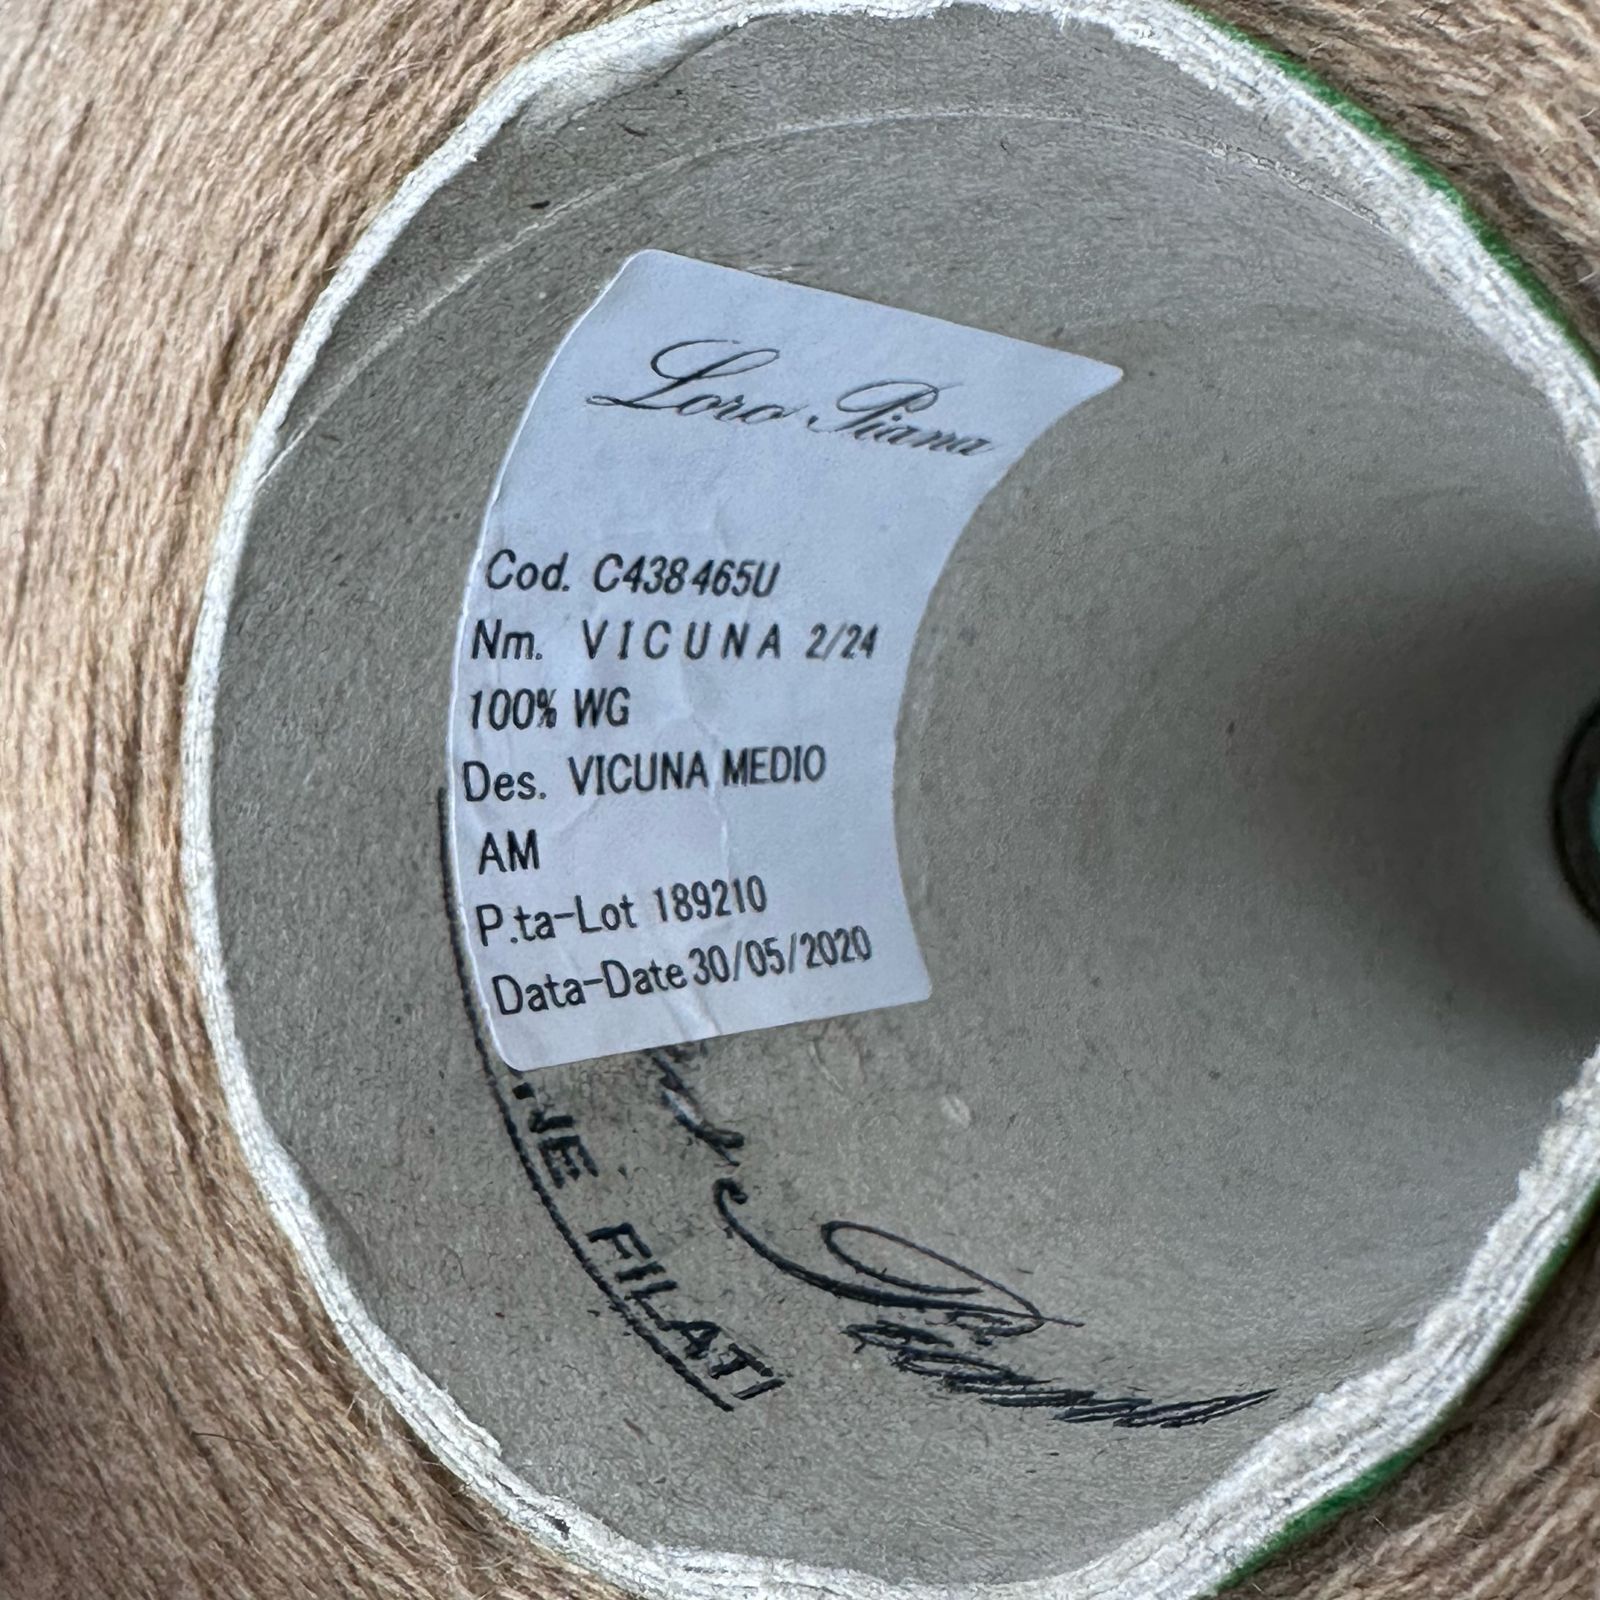 Loro Piana
Cod. C438465U
Nm. VICUNA 2/24
100% WG
Des. VICUNA MEDIO
AM
P.ta-Lot 189210
Data-Date 30/05/2020
FILATI
Piana